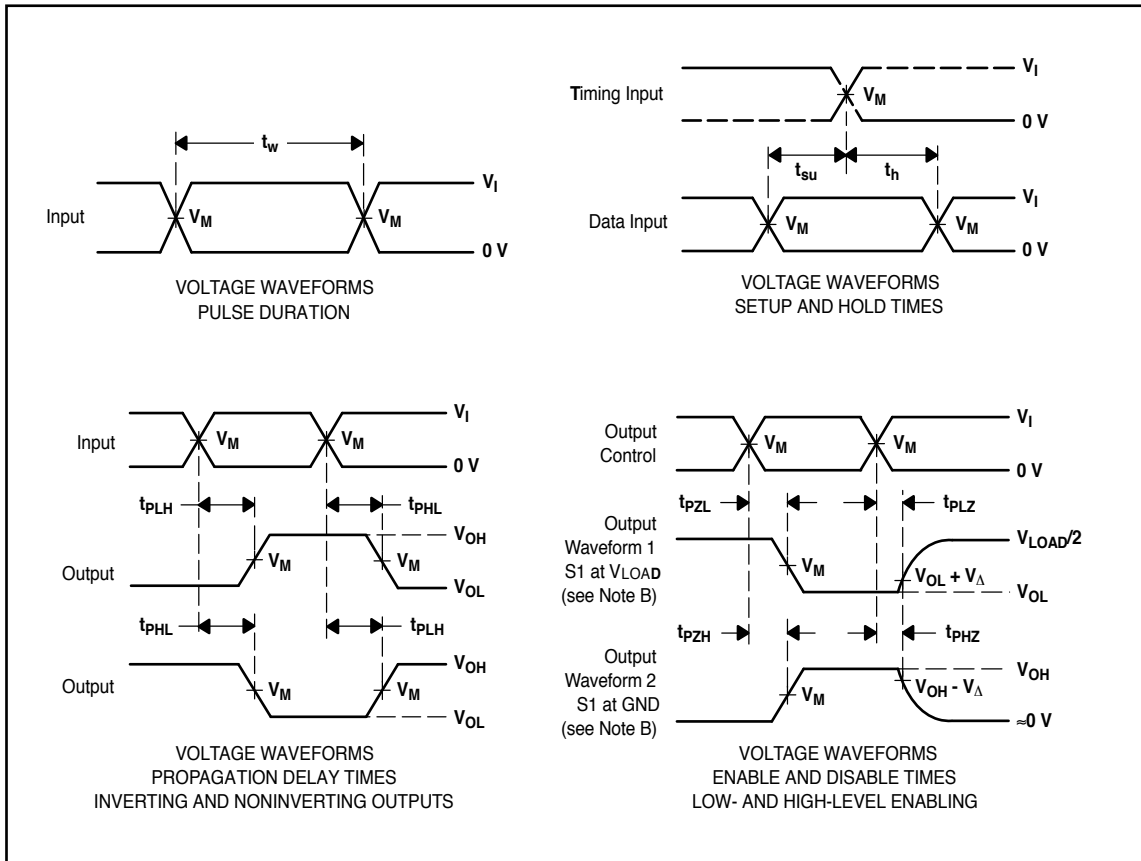 t_w
V_I
Input
V_M
V_M
0 V
VOLTAGE WAVEFORMS
PULSE DURATION
V_I
Timing Input
V_M
0 V
t_su
t_h
V_I
Data Input
V_M
V_M
0 V
VOLTAGE WAVEFORMS
SETUP AND HOLD TIMES
V_I
Input
V_M
V_M
0 V
t_PLH
t_PHL
V_OH
Output
V_M
V_M
V_OL
t_PHL
t_PLH
V_OH
Output
V_M
V_M
V_OL
VOLTAGE WAVEFORMS
PROPAGATION DELAY TIMES
INVERTING AND NONINVERTING OUTPUTS
V_I
Output
Control
V_M
V_M
0 V
t_PZL
t_PLZ
Output
Waveform 1
S1 at V_LOAD
(see Note B)
V_LOAD/2
V_M
V_OL + V_Δ
V_OL
t_PZH
t_PHZ
Output
Waveform 2
S1 at GND
(see Note B)
V_OH
V_M
V_OH - V_Δ
≈0 V
VOLTAGE WAVEFORMS
ENABLE AND DISABLE TIMES
LOW- AND HIGH-LEVEL ENABLING